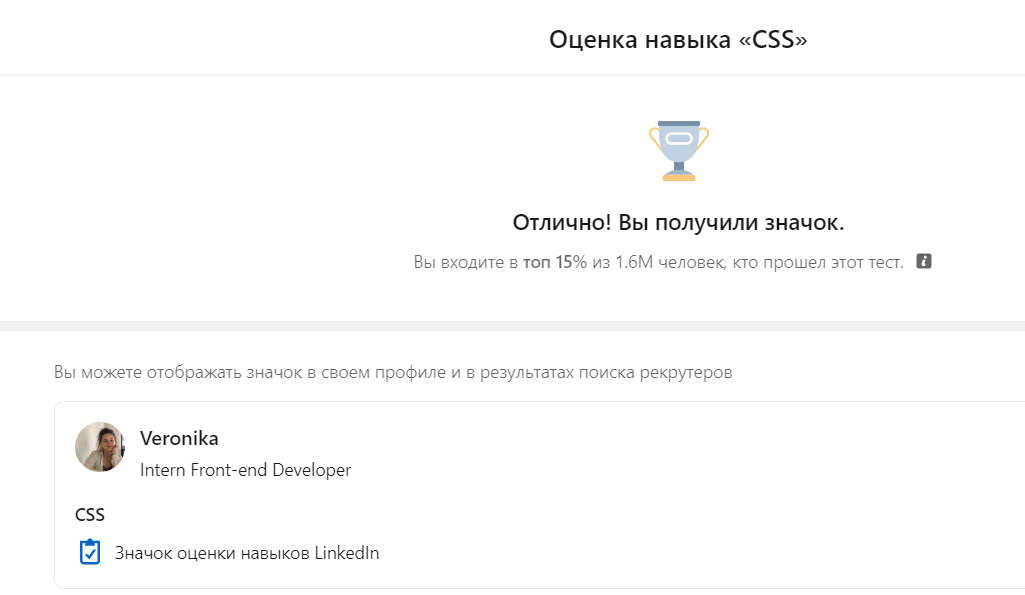 Оценка навыка «CSS»
Отлично! Вы получили значок.
Вы входите в топ 15% из 1.6M человек, кто прошел этот тест.
Вы можете отображать значок в своем профиле и в результатах поиска рекрутеров
Veronika
Intern Front-end Developer
CSS
Значок оценки навыков LinkedIn